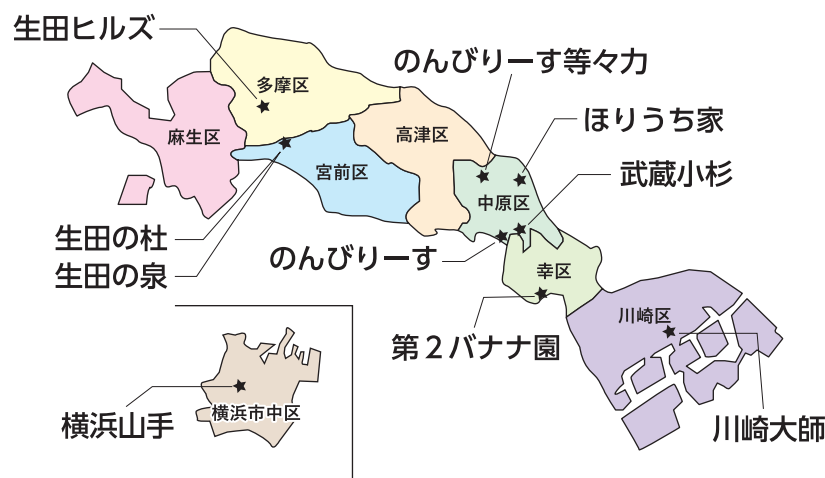 生田ヒルズ
のんびりーす等々力
多摩区
麻生区
高津区
ほりうち家
宮前区
武蔵小杉
中原区
生田の杜
のんびりーす
生田の泉
幸区
川崎区
第２バナナ園
横浜市中区
横浜山手
川崎大師